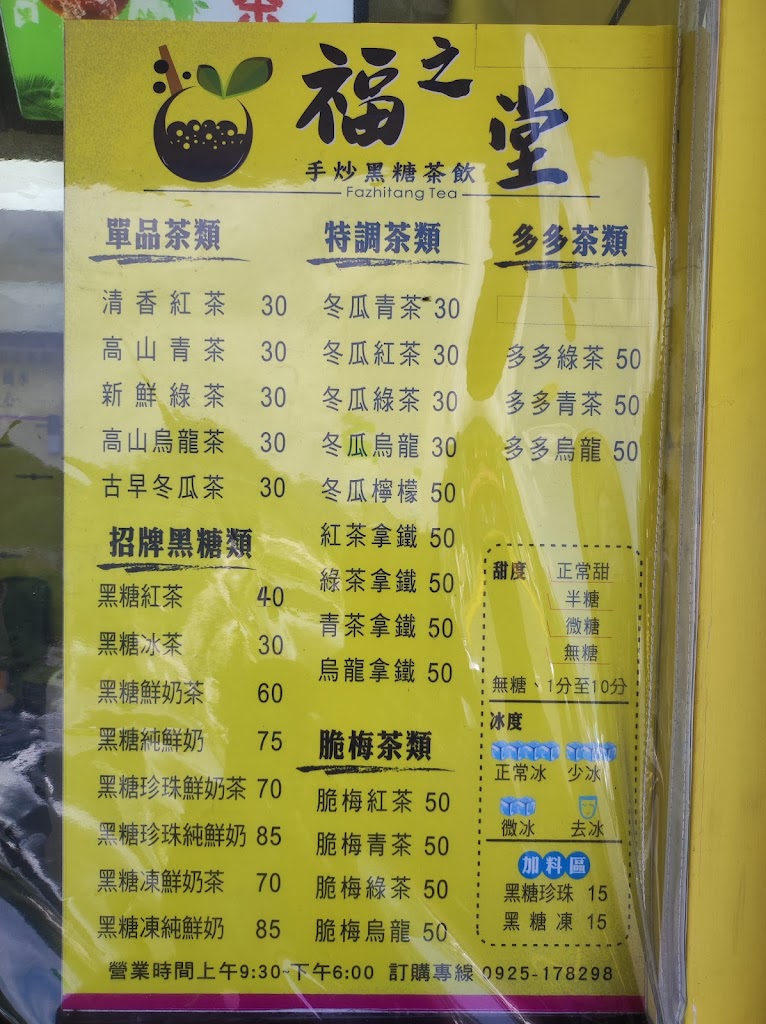 茶
福之堂
手炒黑糖茶飲
Fazhitang Tea
單品茶類
清香紅茶 30
高山青茶 30
新鮮綠茶 30
高山烏龍茶 30
古早冬瓜茶 30
招牌黑糖類
黑糖紅茶 40
黑糖冰茶 30
黑糖鮮奶茶 60
黑糖純鮮奶 75
黑糖珍珠鮮奶茶 70
黑糖珍珠純鮮奶 85
黑糖凍鮮奶茶 70
黑糖凍純鮮奶 85
特調茶類
冬瓜青茶 30
冬瓜紅茶 30
冬瓜綠茶 30
冬瓜烏龍 30
冬瓜檸檬 50
紅茶拿鐵 50
綠茶拿鐵 50
青茶拿鐵 50
烏龍拿鐵 50
脆梅茶類
脆梅紅茶 50
脆梅青茶 50
脆梅綠茶 50
脆梅烏龍 50
多多茶類
多多綠茶 50
多多青茶 50
多多烏龍 50
甜度 正常甜
半糖
微糖
無糖
無糖、1分至10分
冰度
正常冰 少冰
微冰 去冰
加料區
黑糖珍珠 15
黑糖凍 15
營業時間上午9:30~下午6:00 訂購專線 0925-178298